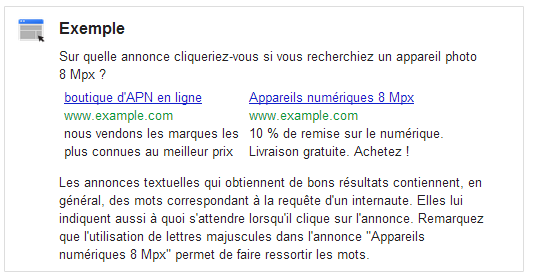 Exemple
Sur quelle annonce cliqueriez-vous si vous recherchiez un appareil photo
8 Mpx ?
boutique d'APN en ligne
www.example.com
nous vendons les marques les
plus connues au meilleur prix
Appareils numériques 8 Mpx
www.example.com
10 % de remise sur le numérique.
Livraison gratuite. Achetez !
Les annonces textuelles qui obtiennent de bons résultats contiennent, en
général, des mots correspondant à la requête d'un internaute. Elles lui
indiquent aussi à quoi s'attendre lorsqu'il clique sur l'annonce. Remarquez
que l'utilisation de lettres majuscules dans l'annonce "Appareils
numériques 8 Mpx" permet de faire ressortir les mots.